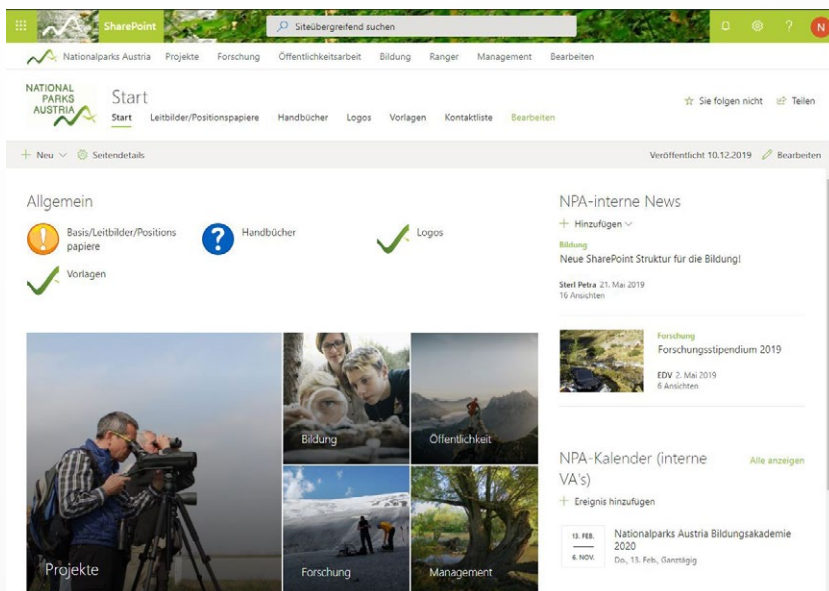 SharePoint
Siteübergreifend suchen
?
N
Nationalparks Austria Projekte Forschung Öffentlichkeitsarbeit Bildung Ranger Management Bearbeiten
NATIONAL
PARKS
AUSTRIA
Start
Start Leitbilder/Positionspapiere Handbücher Logos Vorlagen Kontaktliste Bearbeiten
Sie folgen nicht Teilen
+ Neu Seitendetails
Veröffentlicht 10.12.2019 Bearbeiten
Allgemein
Basis/Leitbilder/Positions
papiere
Handbücher
Logos
Vorlagen
Projekte
Bildung
Öffentlichkeit
Forschung
Management
NPA-interne News
+ Hinzufügen
Bildung
Neue SharePoint Struktur für die Bildung!
Sterl Petra 21. Mai 2019
16 Ansichten
Forschung
Forschungsstipendium 2019
EDV 2. Mai 2019
6 Ansichten
NPA-Kalender (interne
VA's)
Alle anzeigen
+ Ereignis hinzufügen
13. FEB.
6. NOV.
Nationalparks Austria Bildungsakademie
2020
Do., 13. Feb., Ganztägig